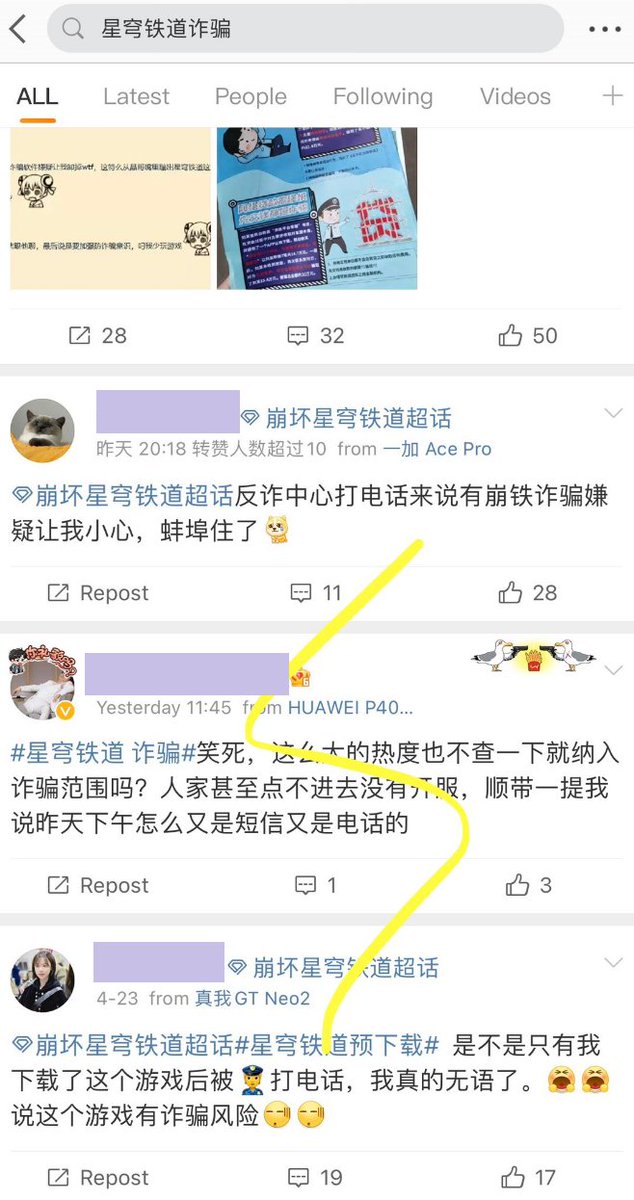 星穹铁道诈骗
ALL Latest People Following Videos
28 32 50
崩坏星穹铁道超话
昨天 20:18 转赞人数超过10 from 一加 Ace Pro
崩坏星穹铁道超话反诈中心打电话来说有崩铁诈骗嫌
疑让我小心，蚌埠住了
Repost 11 28
Yesterday 11:45 from HUAWEI P40...
#星穹铁道 诈骗#笑死，这么大的热度也不查一下就纳入
诈骗范围吗？人家甚至点不进去没有开服，顺带一提我
说昨天下午怎么又是短信又是电话的
Repost 1 3
崩坏星穹铁道超话
4-23 from 真我GT Neo2
崩坏星穹铁道超话#星穹铁道预下载# 是不是只有我
下载了这个游戏后被打电话，我真的无语了。
说这个游戏有诈骗风险
Repost 19 17